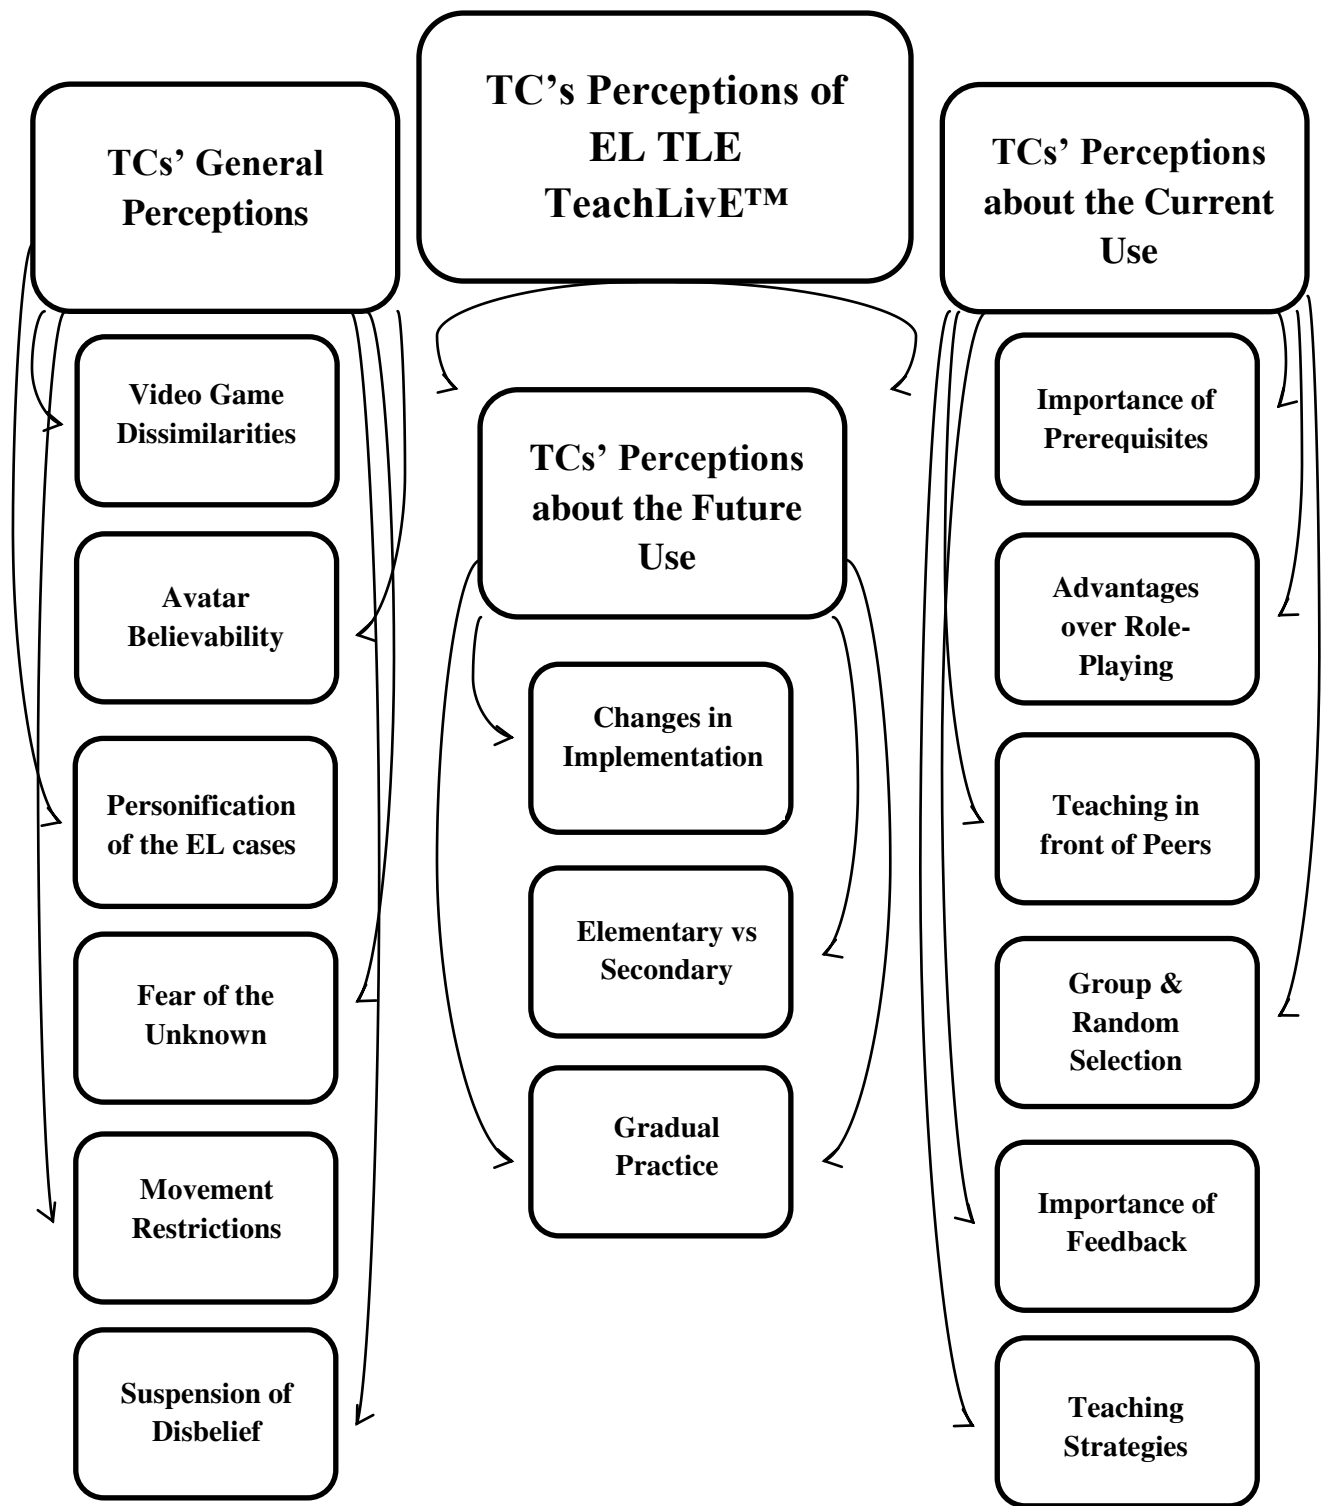 TC’s Perceptions of
EL TLE
TeachLivE™
TCs’ General
Perceptions
Video Game
Dissimilarities
Avatar
Believability
Personification
of the EL cases
Fear of the
Unknown
Movement
Restrictions
Suspension of
Disbelief
TCs’ Perceptions
about the Future
Use
Changes in
Implementation
Elementary vs
Secondary
Gradual
Practice
TCs’ Perceptions
about the Current
Use
Importance of
Prerequisites
Advantages
over Role-
Playing
Teaching in
front of Peers
Group &
Random
Selection
Importance of
Feedback
Teaching
Strategies